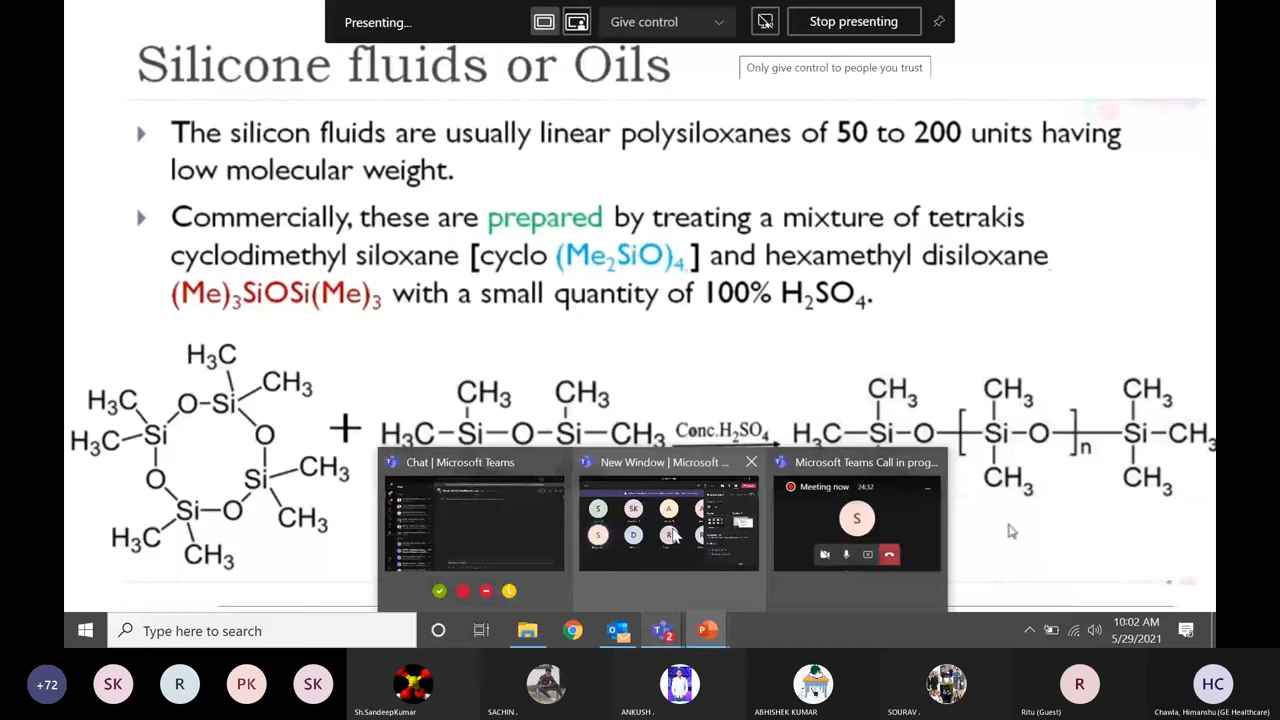 Presenting...
Give control
Stop presenting
Silicone fluids or Oils
Only give control to people you trust
The silicon fluids are usually linear polysiloxanes of 50 to 200 units having
low molecular weight.
Commercially, these are prepared by treating a mixture of tetrakis
cyclodimethyl siloxane [cyclo (Me₂SiO)₄] and hexamethyl disiloxane
(Me)₃SiOSi(Me)₃ with a small quantity of 100% H₂SO₄.
H₃C
CH₃
H₃C O-Si
H₃C-Si O
O Si-CH₃
Si-O CH₃
H₃C CH₃
+
CH₃ CH₃
H₃C-Si-O-Si-CH₃
Conc.H₂SO₄
CH₃ CH₃ CH₃
H₃C-Si-O-[Si-O-]n Si-CH₃
CH₃ CH₃
Chat | Microsoft Teams
New Window | Microsoft ...
Microsoft Teams Call in prog...
Meeting now 24:32
S SK A
S D R
S
Type here to search
2
10:02 AM
5/29/2021
+72 SK R PK SK R HC
Sh.SandeepKumar
SACHIN .
ANKUSH .
ABHISHEK KUMAR
SOURAV .
Ritu (Guest)
Chawla, Himanshu (GE Healthcare)